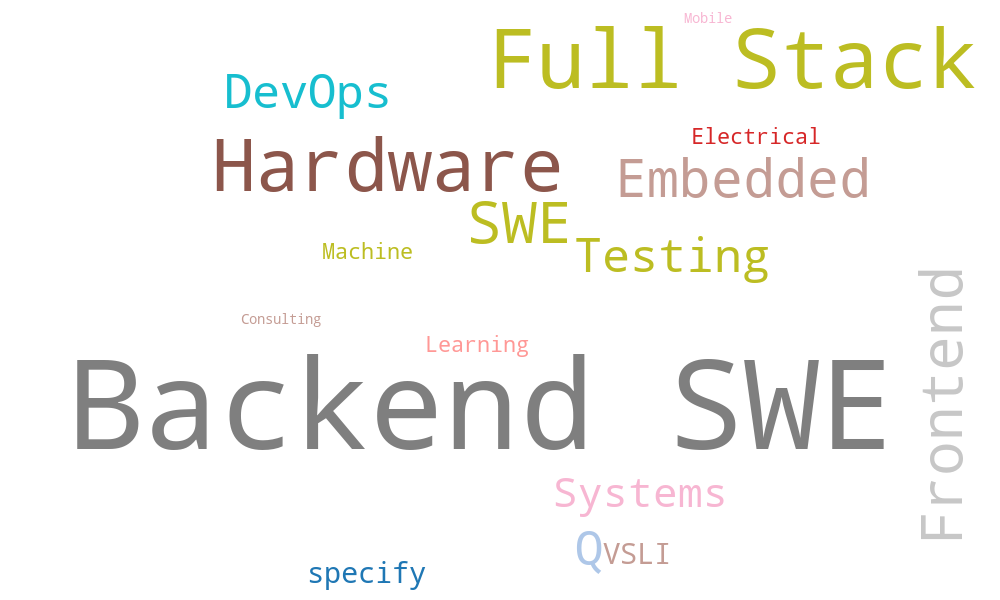 Mobile
Full Stack
DevOps
Electrical
Hardware
Embedded
SWE
Testing
Machine
Frontend
Consulting
Learning
Backend SWE
Systems
Q
VSLI
specify